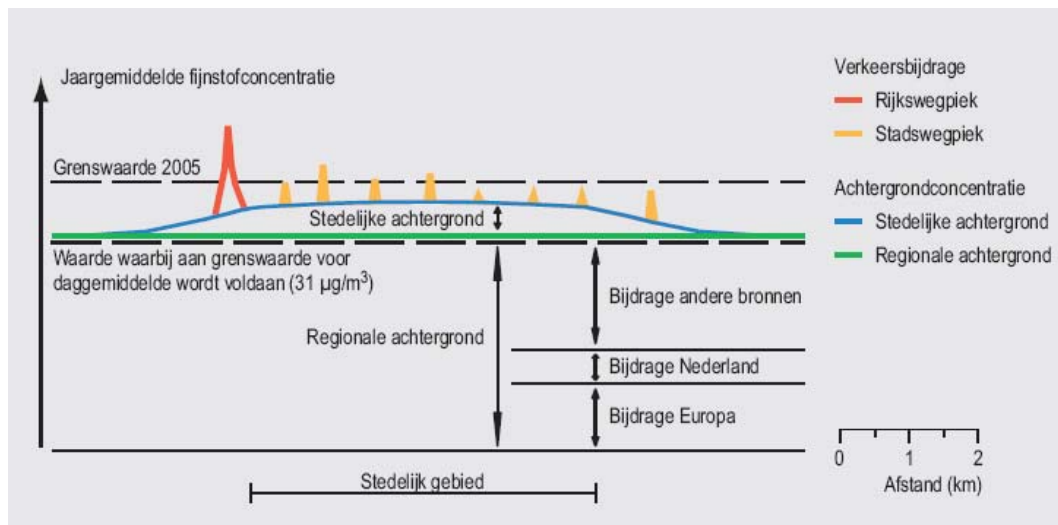 Jaargemiddelde fijnstofconcentratie
Grenswaarde 2005
Stedelijke achtergrond
Waarde waarbij aan grenswaarde voor
daggemiddelde wordt voldaan (31 µg/m³)
Regionale achtergrond
Bijdrage andere bronnen
Bijdrage Nederland
Bijdrage Europa
Stedelijk gebied
Verkeersbijdrage
Rijkswegpiek
Stadswegpiek
Achtergrondconcentratie
Stedelijke achtergrond
Regionale achtergrond
0 1 2
Afstand (km)